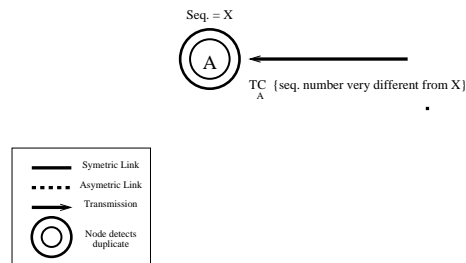 Seq. = X
A
TC {seq. number very different from X}
A
Symetric Link
Asymetric Link
Transmission
Node detects
duplicate